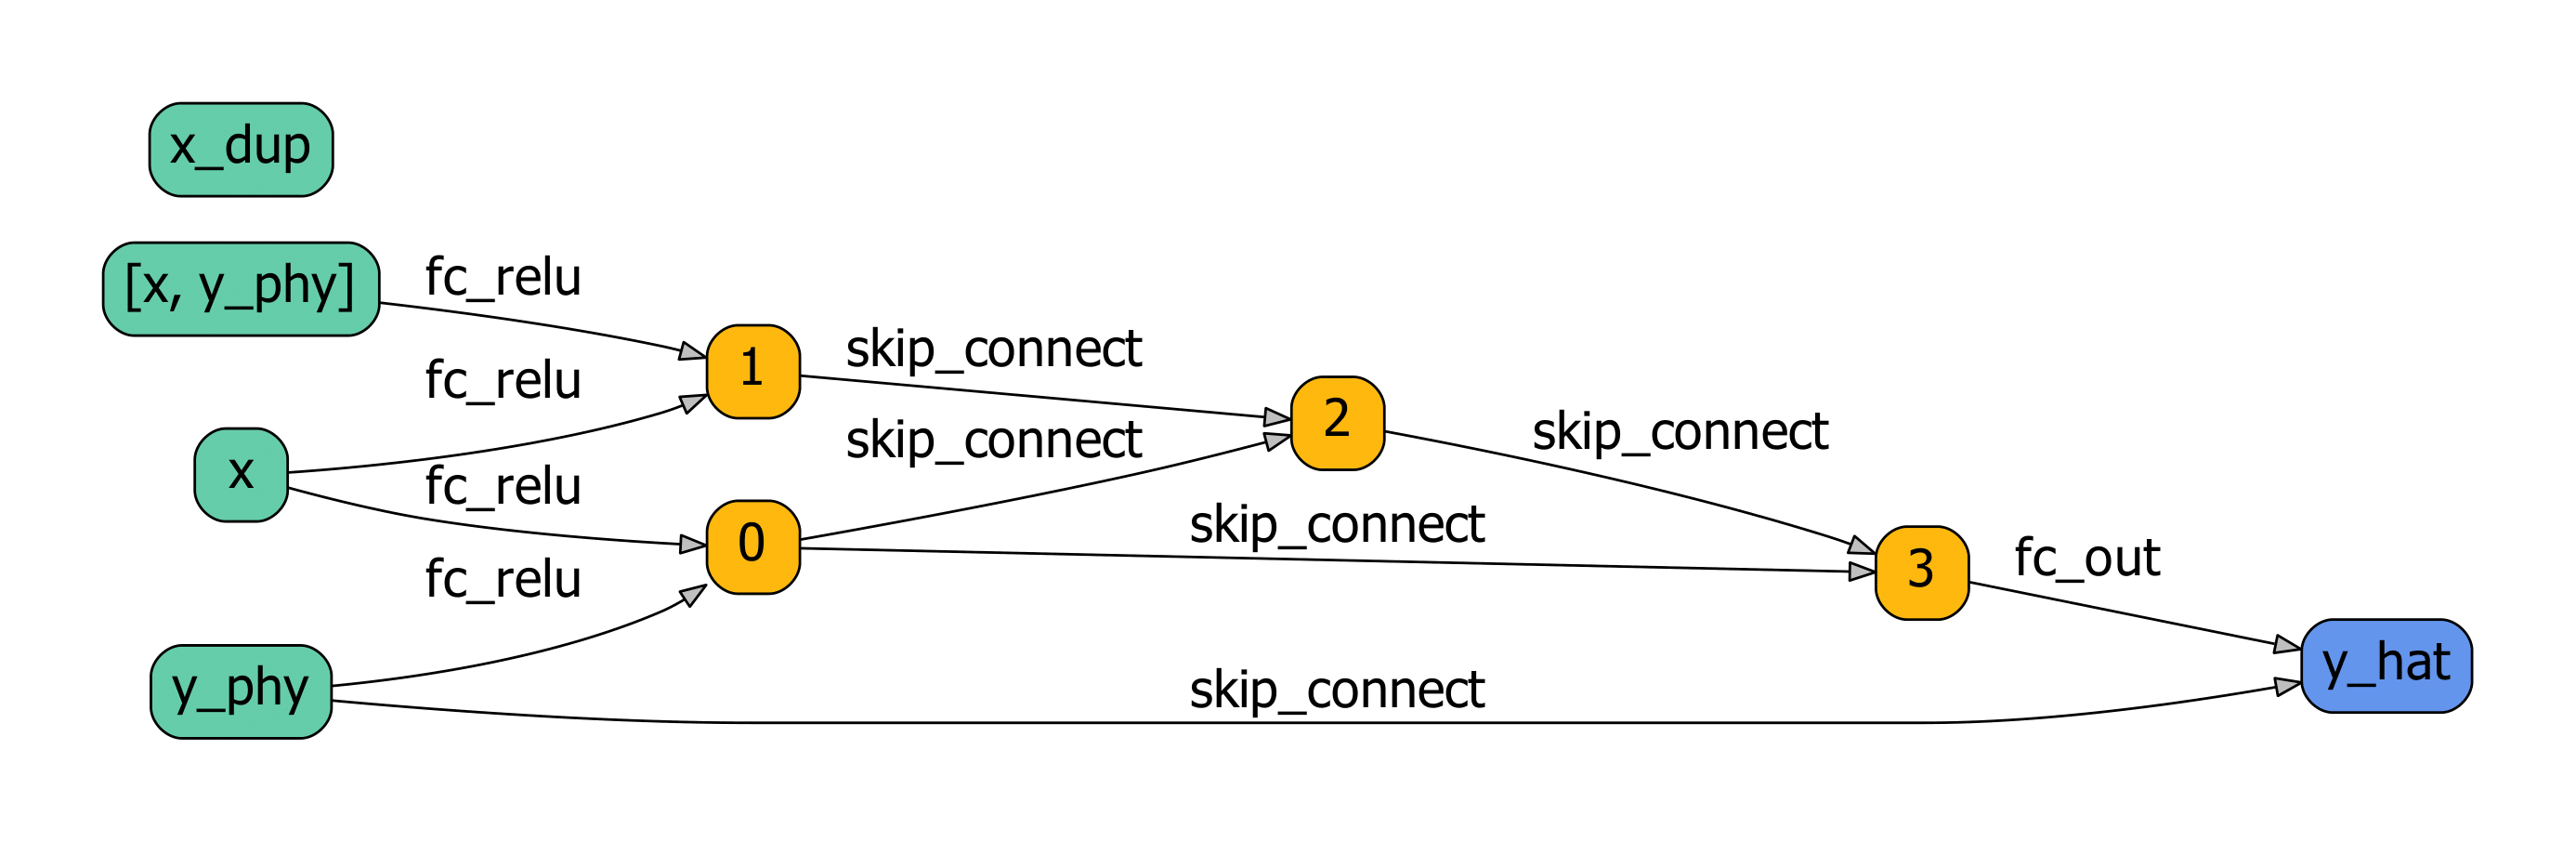 x_dup
[x, y_phy]
fc_relu
skip_connect
1
fc_relu
2
skip_connect
skip_connect
x
fc_relu
0
skip_connect
3
fc_out
fc_relu
y_hat
y_phy
skip_connect